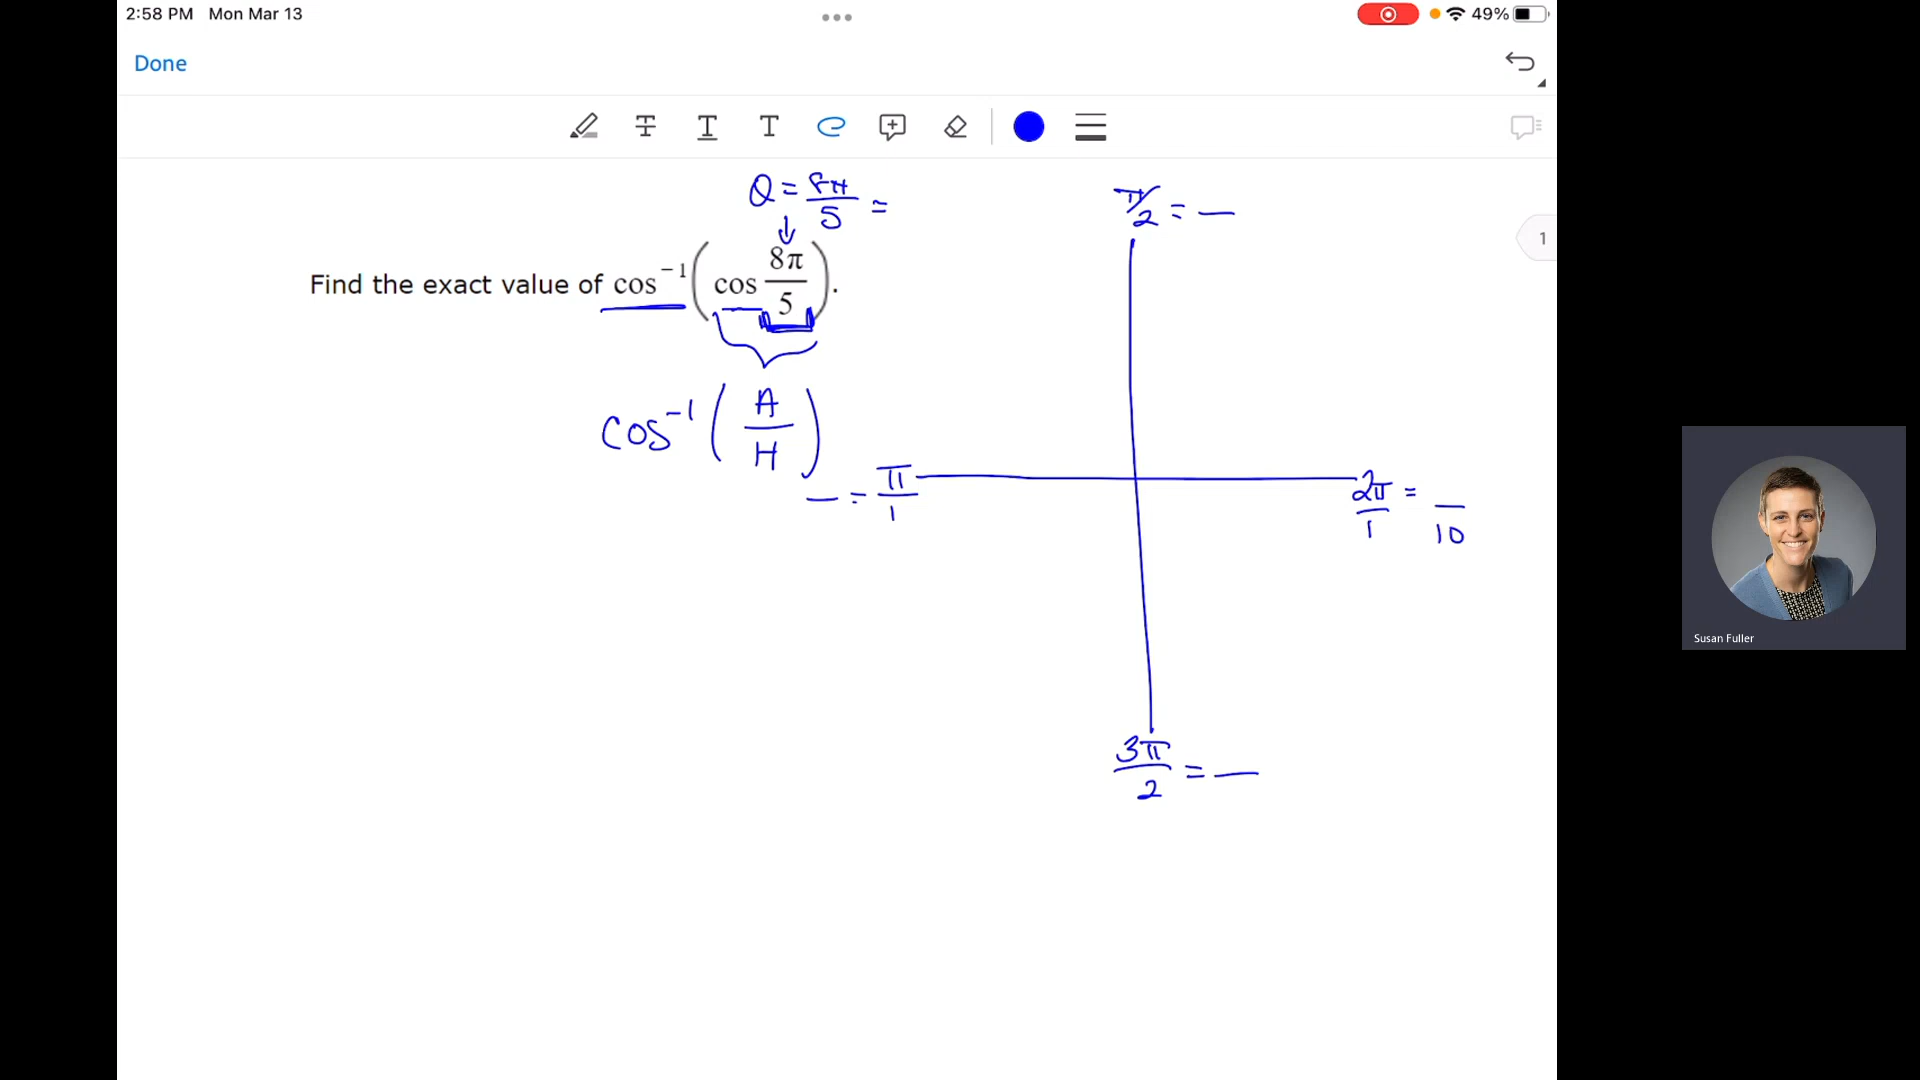 2:58 PM Mon Mar 13
49%
Done
T T T
Q = 8π/5 =
π/2 = —
1
Find the exact value of cos⁻¹(cos 8π/5).
cos⁻¹(A/H)
— = π/1
2π/1 = —/10
Susan Fuller
3π/2 = —